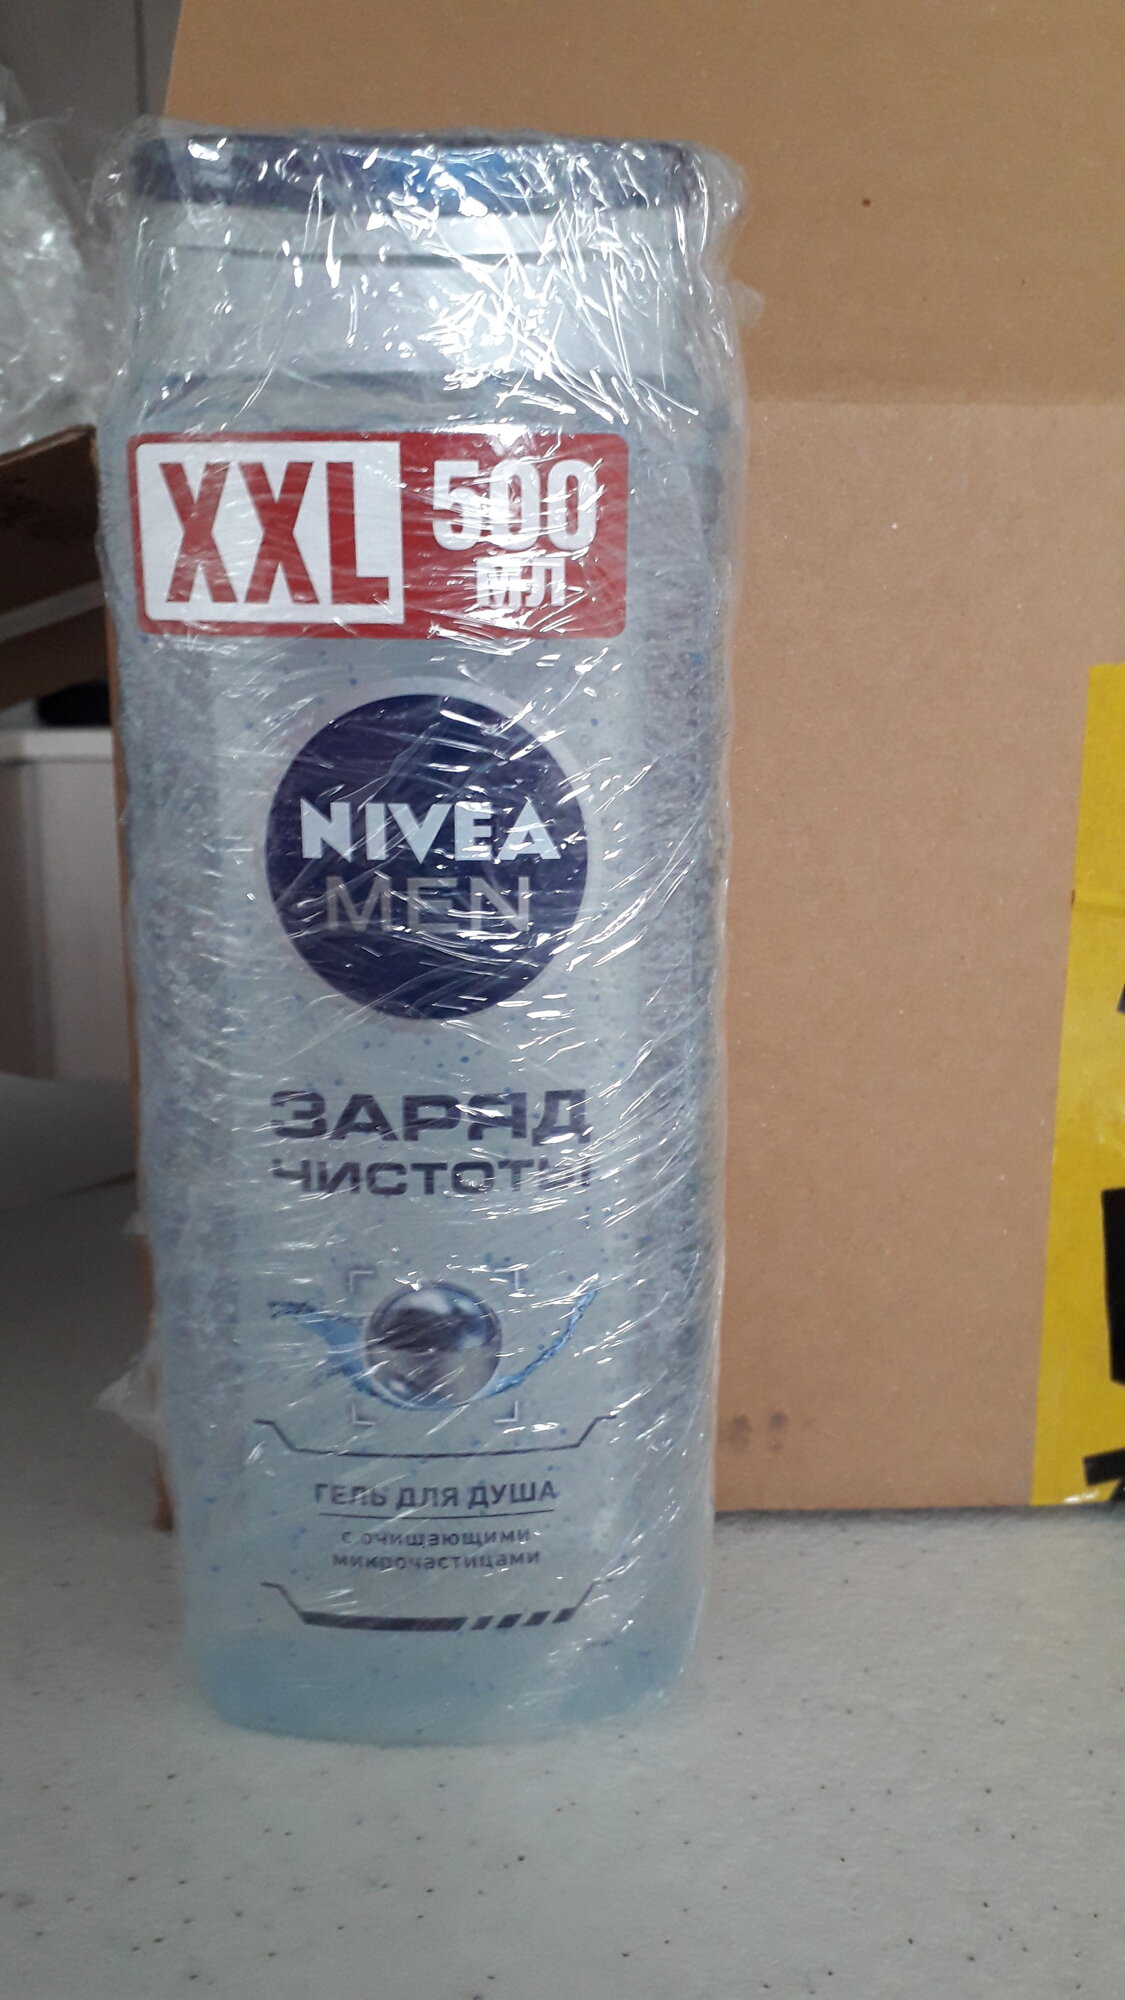 XXL
500
МЛ
NIVEA
MEN
ЗАРЯД
ЧИСТОТЫ
ГЕЛЬ ДЛЯ ДУША
с очищающими
микрочастицами